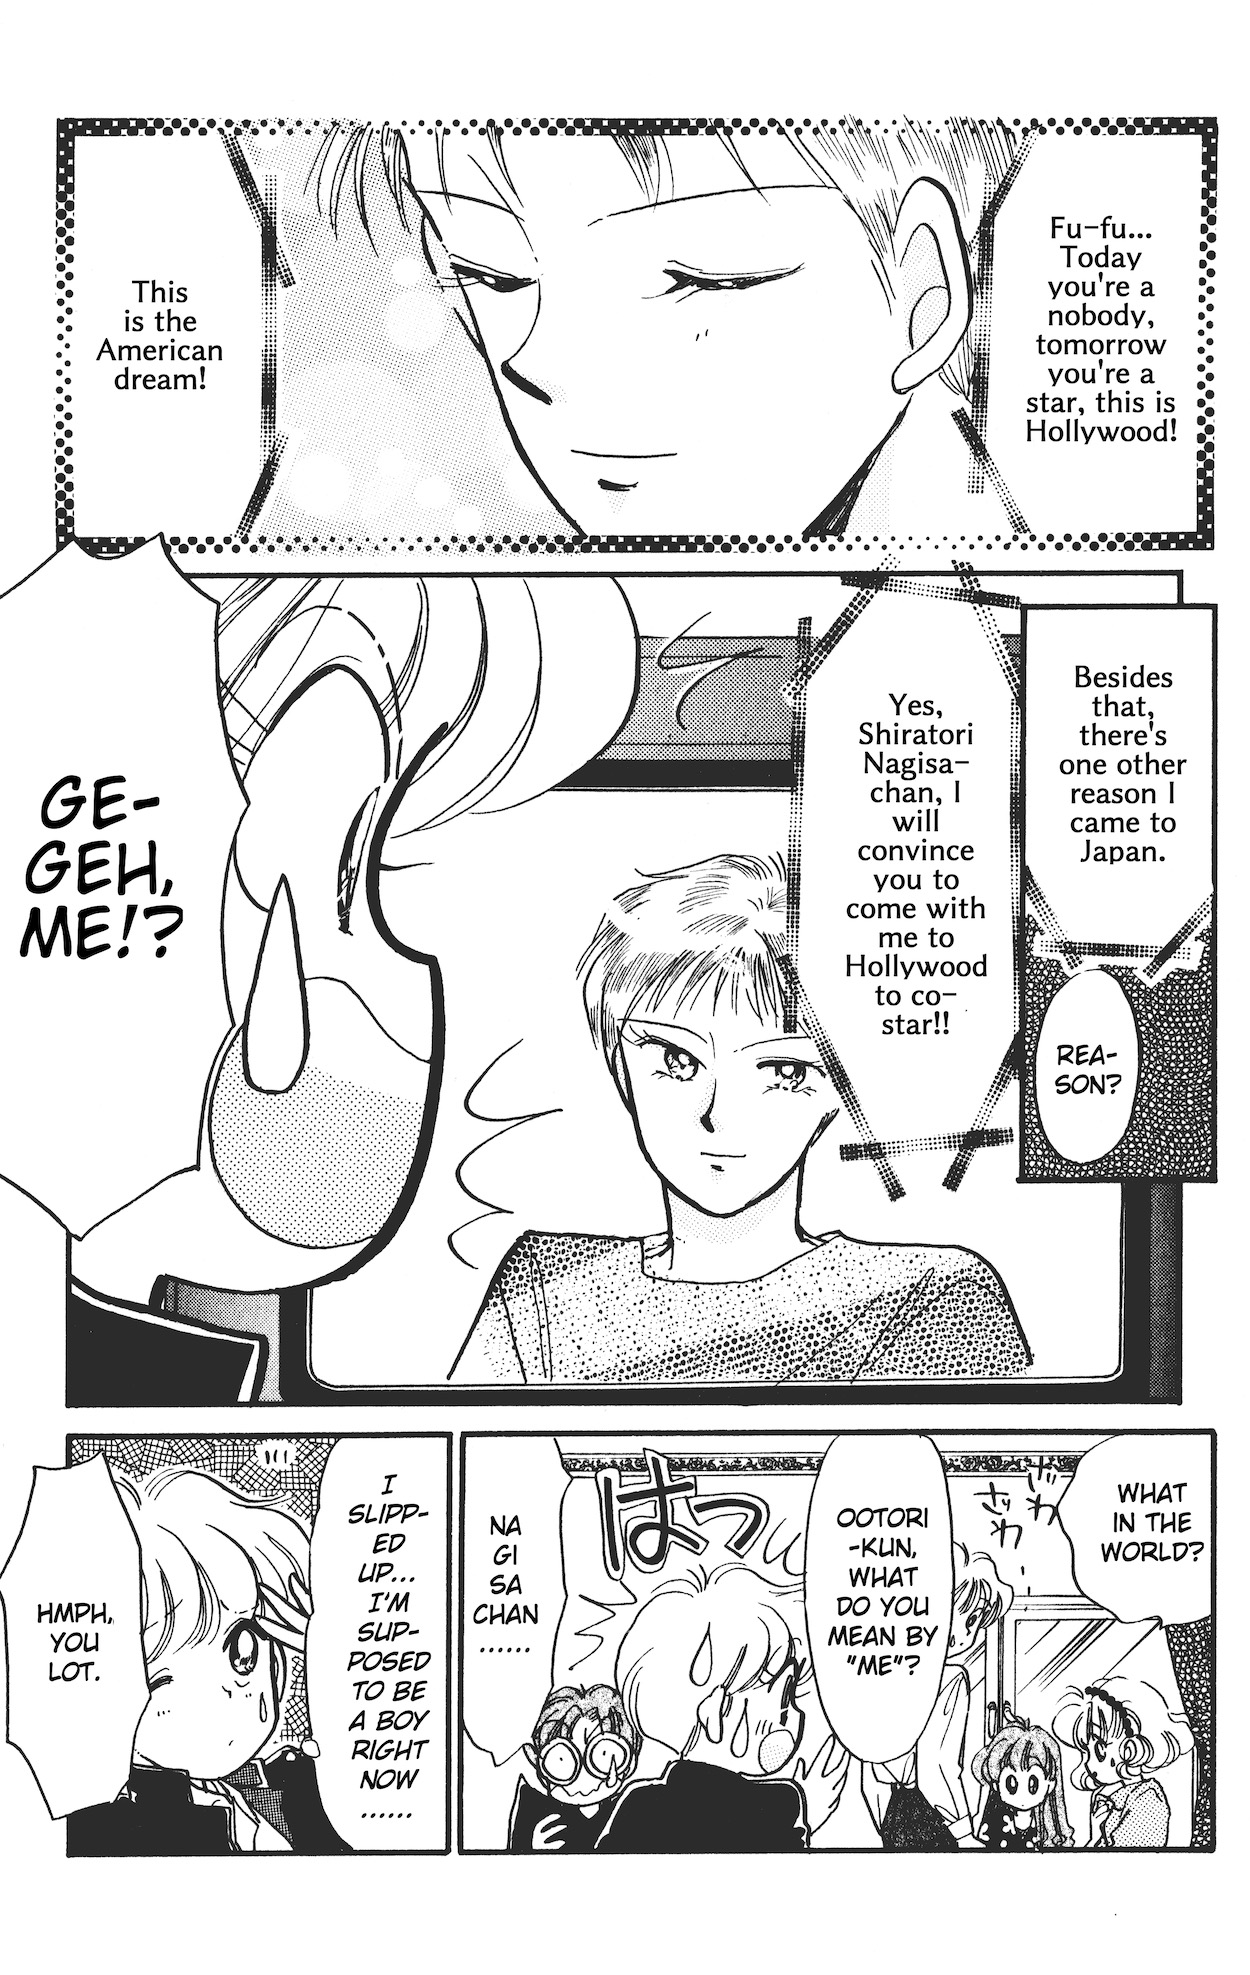 Fu-fu...
Today
you're a
nobody,
tomorrow
you're a
star, this is
Hollywood!
This
is the
American
dream!
Besides
that,
there's
one other
reason I
came to
Japan.
REA-
SON?
Yes,
Shiratori
Nagisa-
chan, I
will
convince
you to
come with
me to
Hollywood
to co-
star!!
GE-
GEH,
ME!?
WHAT
IN THE
WORLD?
ざわ
ざわ
OOTORI
-KUN,
WHAT
DO YOU
MEAN BY
"ME"?
はっ
NA
GI
SA
CHAN
......
I
SLIPP-
ED
UP...
I'M
SUP-
POSED
TO BE
A BOY
RIGHT
NOW
......
HMPH,
YOU
LOT.